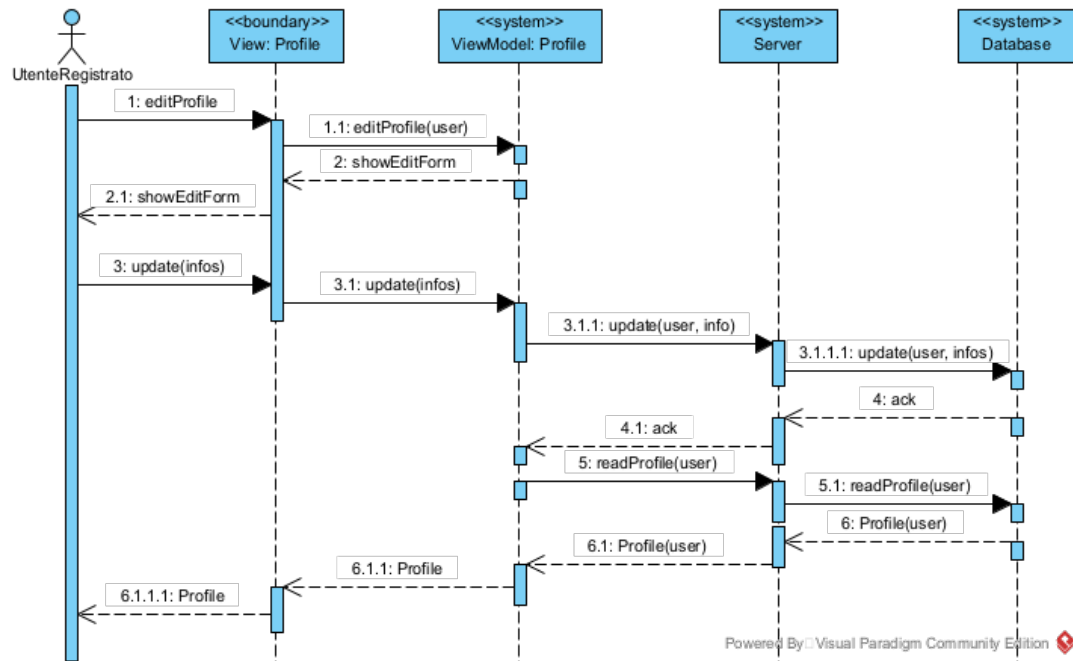 <<boundary>>
View: Profile
<<system>>
ViewModel: Profile
<<system>>
Server
<<system>>
Database
UtenteRegistrato
1: editProfile
1.1: editProfile(user)
2: showEditForm
2.1: showEditForm
3: update(infos)
3.1: update(infos)
3.1.1: update(user, info)
3.1.1.1: update(user, infos)
4: ack
4.1: ack
5: readProfile(user)
5.1: readProfile(user)
6: Profile(user)
6.1: Profile(user)
6.1.1: Profile
6.1.1.1: Profile
Powered By Visual Paradigm Community Edition